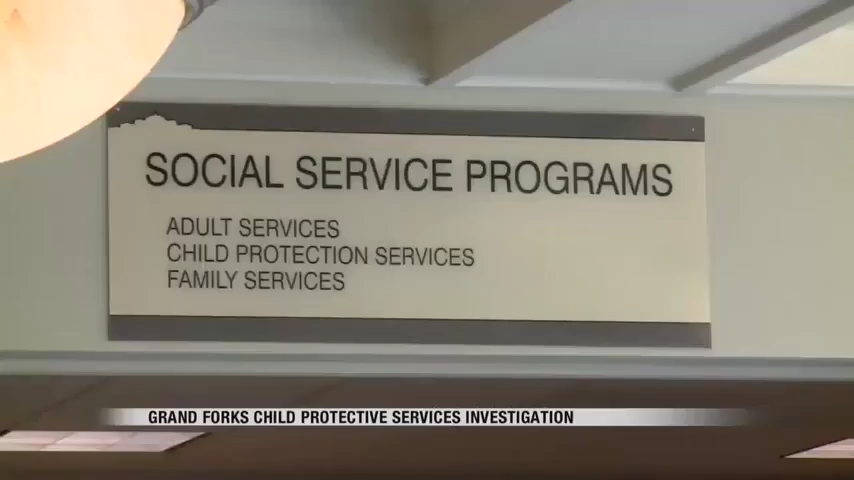 SOCIAL SERVICE PROGRAMS
ADULT SERVICES
CHILD PROTECTION SERVICES
FAMILY SERVICES
GRAND FORKS CHILD PROTECTIVE SERVICES INVESTIGATION